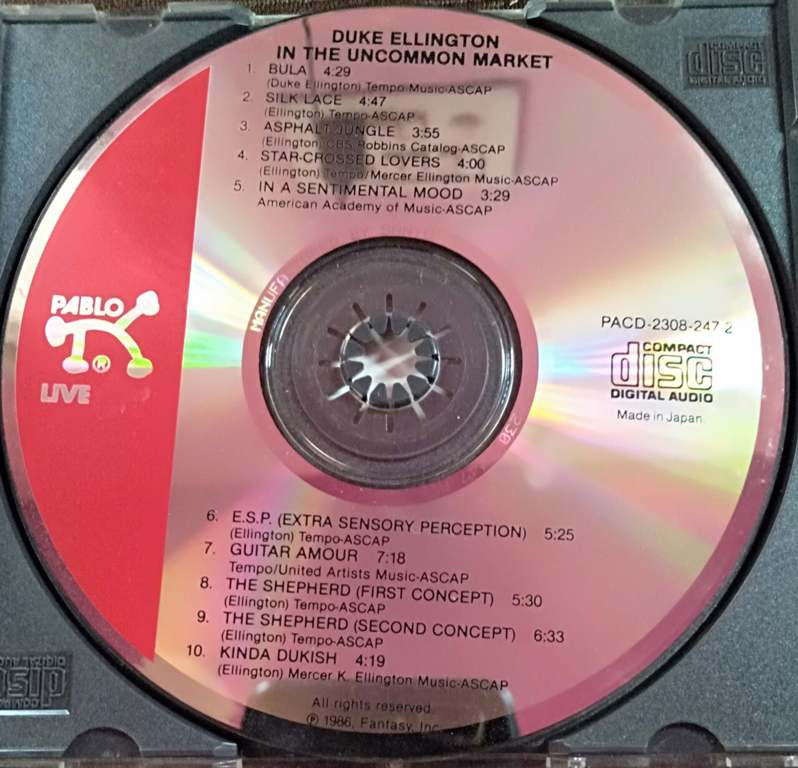 DUKE ELLINGTON
IN THE UNCOMMON MARKET
1. BULA 4:29
(Duke Ellington) Tempo Music-ASCAP
2. SILK LACE 4:47
(Ellington) Tempo-ASCAP
3. ASPHALT JUNGLE 3:55
(Ellington) CBS Robbins Catalog-ASCAP
4. STAR-CROSSED LOVERS 4:00
(Ellington) Tempo/Mercer Ellington Music-ASCAP
5. IN A SENTIMENTAL MOOD 3:29
American Academy of Music-ASCAP
COMPACT
disc
DIGITAL AUDIO
MANUFA
PABLO
®
LIVE
PACD-2308-247 2
COMPACT
disc
DIGITAL AUDIO
Made in Japan
6. E.S.P. (EXTRA SENSORY PERCEPTION) 5:25
(Ellington) Tempo-ASCAP
7. GUITAR AMOUR 7:18
Tempo/United Artists Music-ASCAP
8. THE SHEPHERD (FIRST CONCEPT) 5:30
(Ellington) Tempo-ASCAP
9. THE SHEPHERD (SECOND CONCEPT) 6:33
(Ellington) Tempo-ASCAP
10. KINDA DUKISH 4:19
(Ellington) Mercer K. Ellington Music-ASCAP
All rights reserved
℗ 1986, Fantasy, Inc.